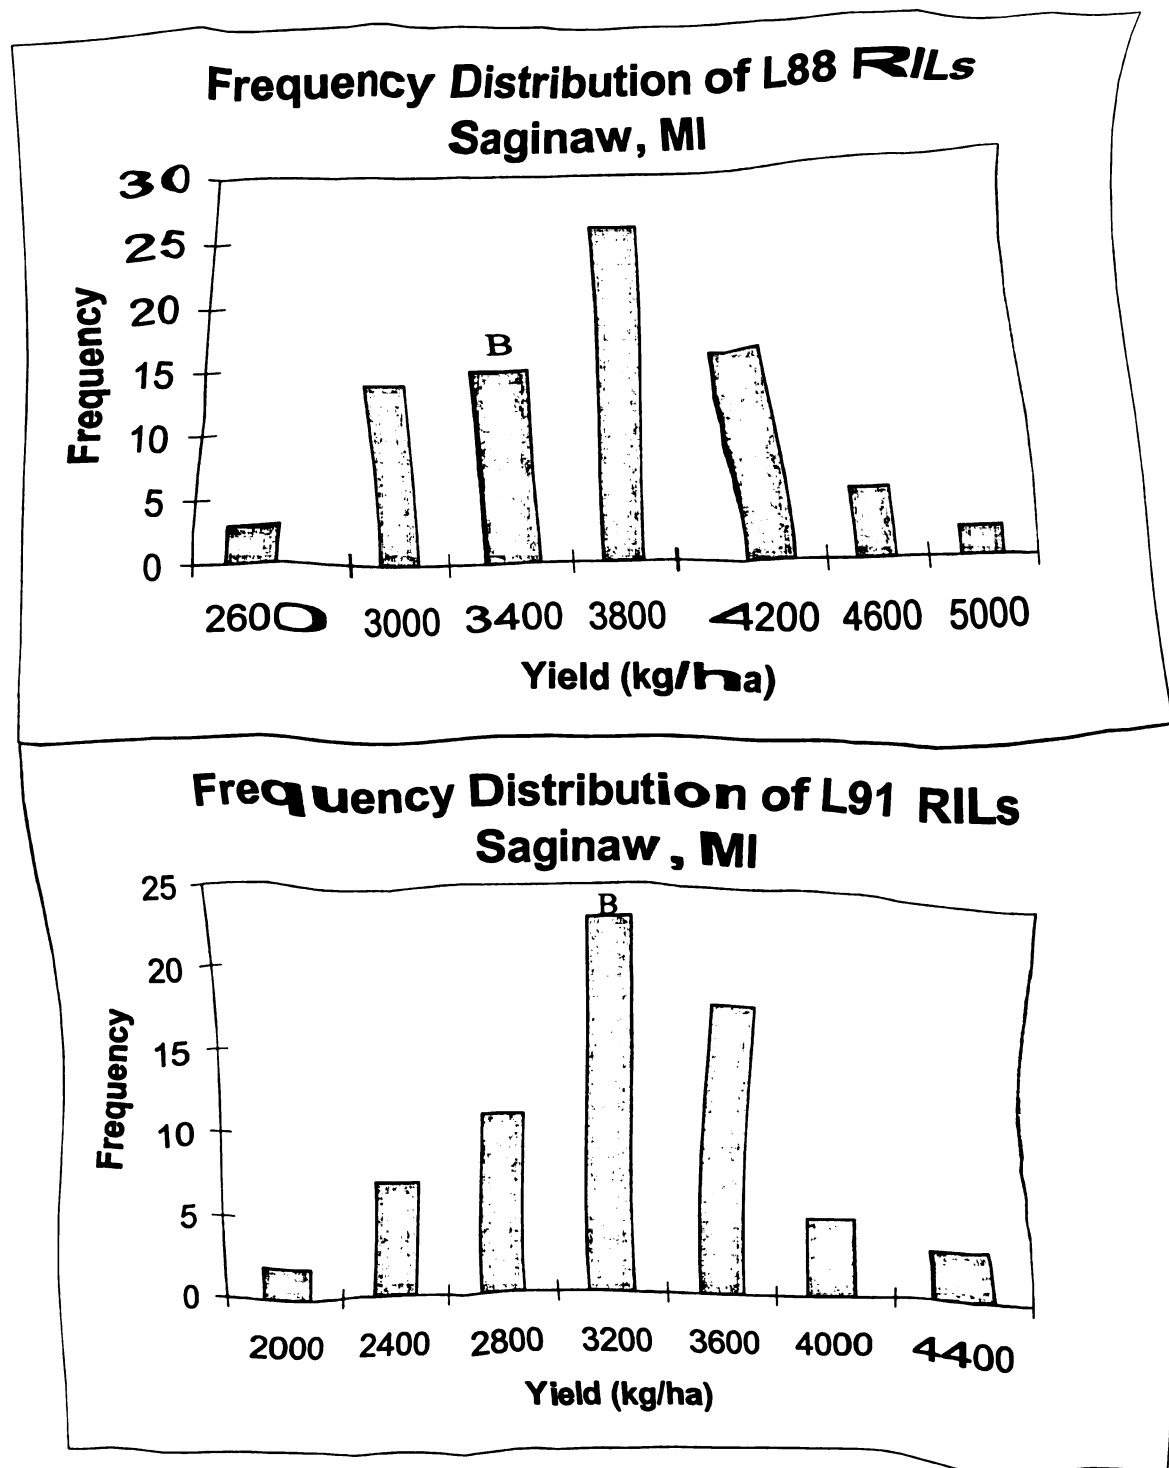 Frequency Distribution of L88 RILs
Saginaw, MI
30
25
20
15
10
5
0
Frequency
B
2600 3000 3400 3800 4200 4600 5000
Yield (kg/ha)
Frequency Distribution of L91 RILs
Saginaw, MI
25
20
15
10
5
0
Frequency
B
2000 2400 2800 3200 3600 4000 4400
Yield (kg/ha)